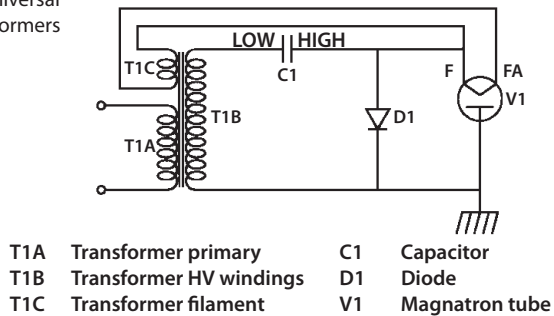 ormers
LOW HIGH
T1C
C1
F
FA
V1
T1B
D1
T1A
T1A Transformer primary C1 Capacitor
T1B Transformer HV windings D1 Diode
T1C Transformer filament V1 Magnatron tube